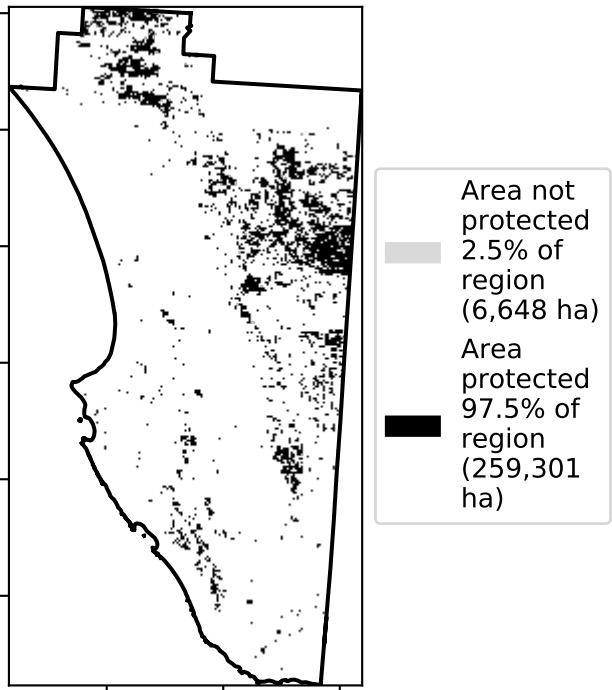 Area not
protected
2.5% of
region
(6,648 ha)
Area
protected
97.5% of
region
(259,301
ha)